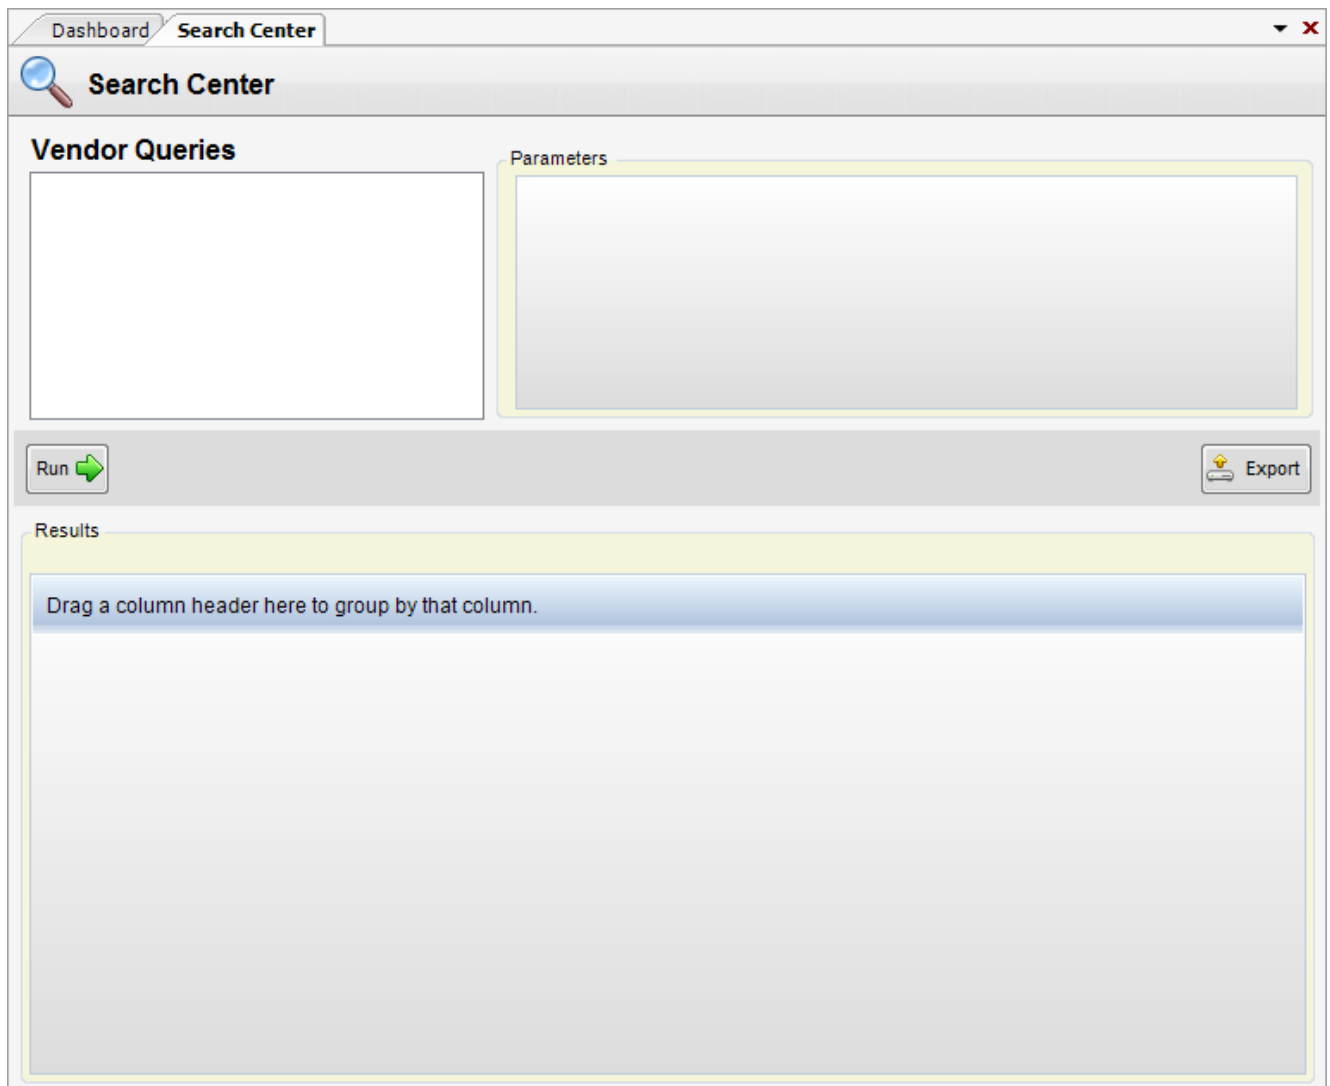 Dashboard Search Center
Search Center
Vendor Queries
Parameters
Run
Export
Results
Drag a column header here to group by that column.